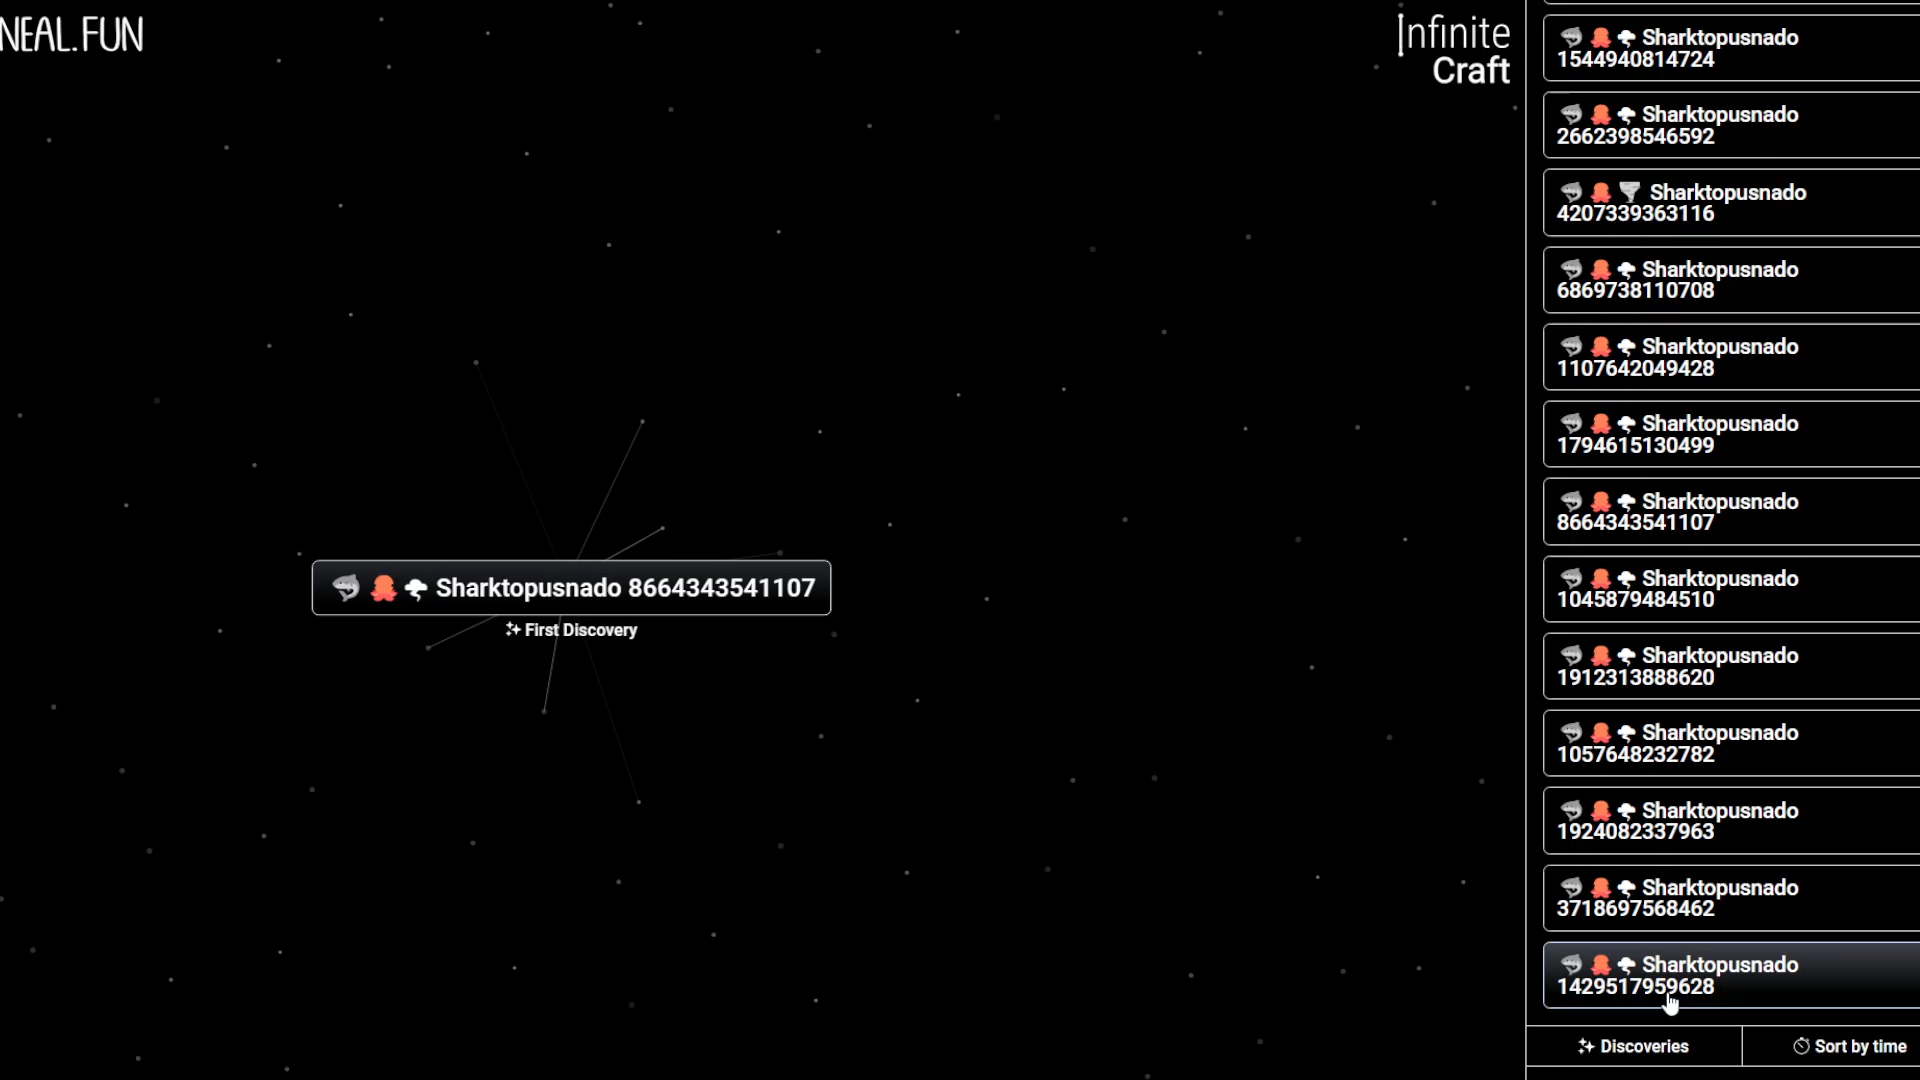 NEAL.FUN
Infinite
Craft
Sharktopusnado 8664343541107
First Discovery
Sharktopusnado
1544940814724
Sharktopusnado
2662398546592
Sharktopusnado
4207339363116
Sharktopusnado
6869738110708
Sharktopusnado
1107642049428
Sharktopusnado
1794615130499
Sharktopusnado
8664343541107
Sharktopusnado
1045879484510
Sharktopusnado
1912313888620
Sharktopusnado
1057648232782
Sharktopusnado
1924082337963
Sharktopusnado
3718697568462
Sharktopusnado
1429517959628
Discoveries
Sort by time